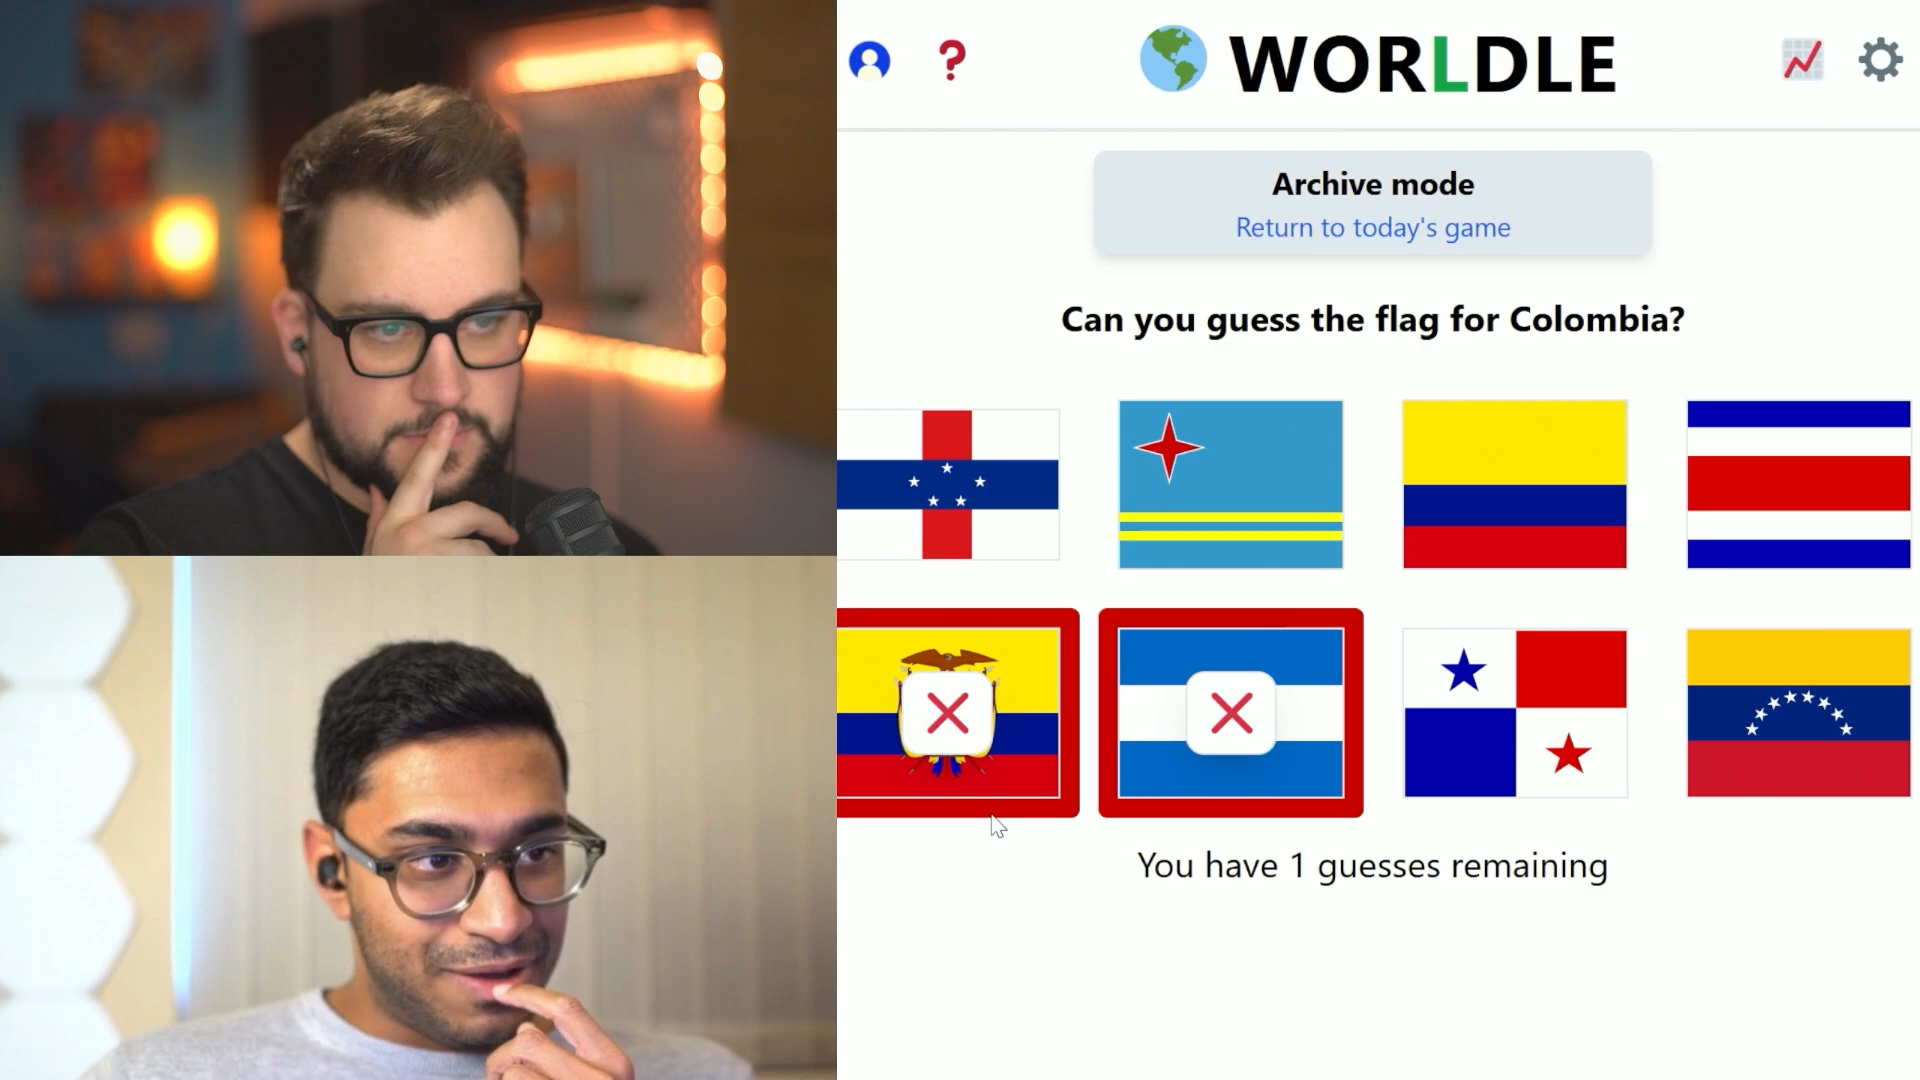 WORLDLE
Archive mode
Return to today's game
Can you guess the flag for Colombia?
You have 1 guesses remaining